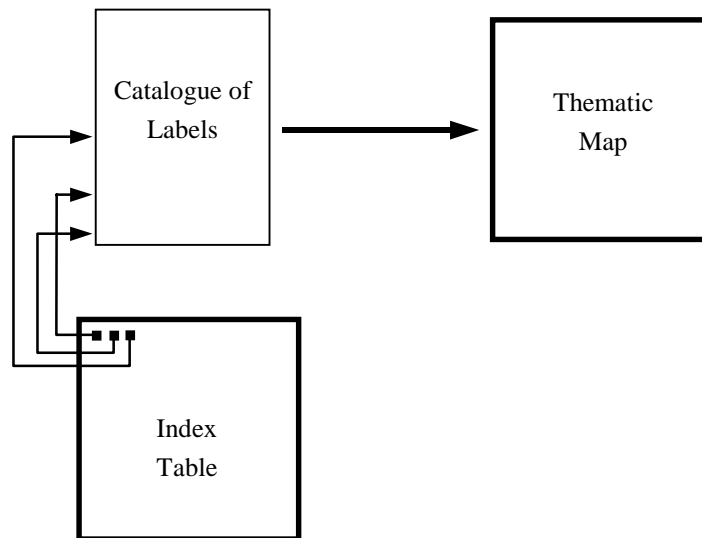 Catalogue of
Labels
Thematic
Map
Index
Table